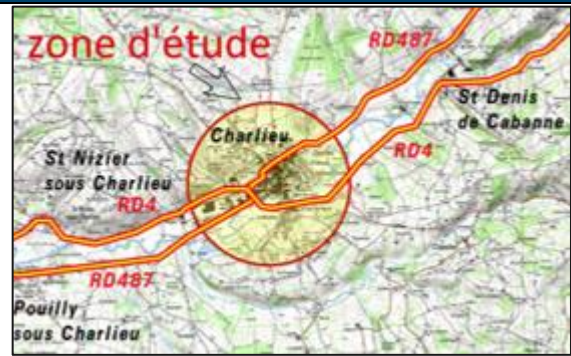 zone d'étude
RD487
Charlieu
St Denis
de Cabanne
RD4
St Nizier
sous Charlieu
RD4
RD487
Pouilly
sous Charlieu